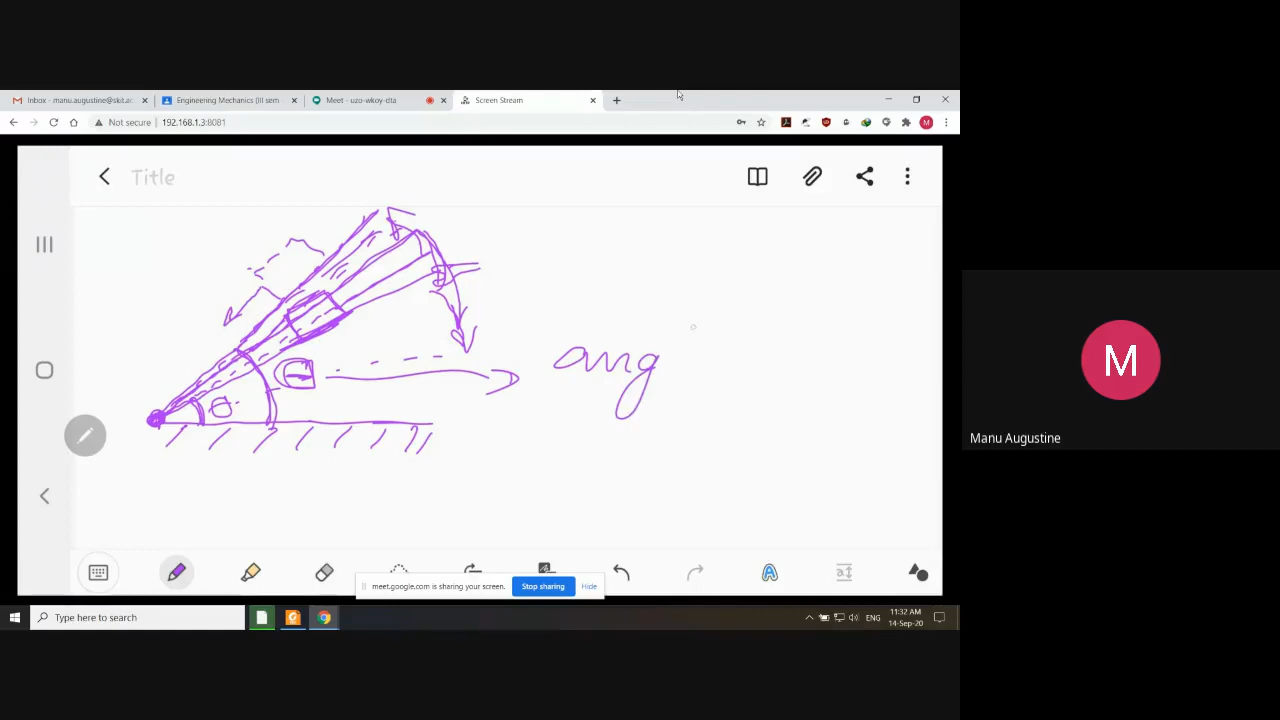 Inbox - manu.augustine@skit.ac
Engineering Mechanics (III sem
Meet - uzo-wkoy-dta
Screen Stream
Not secure | 192.168.1.3:8081
M
Title
θ
θ
ang
M
Manu Augustine
meet.google.com is sharing your screen.
Stop sharing
Hide
Type here to search
ENG
11:32 AM
14-Sep-20